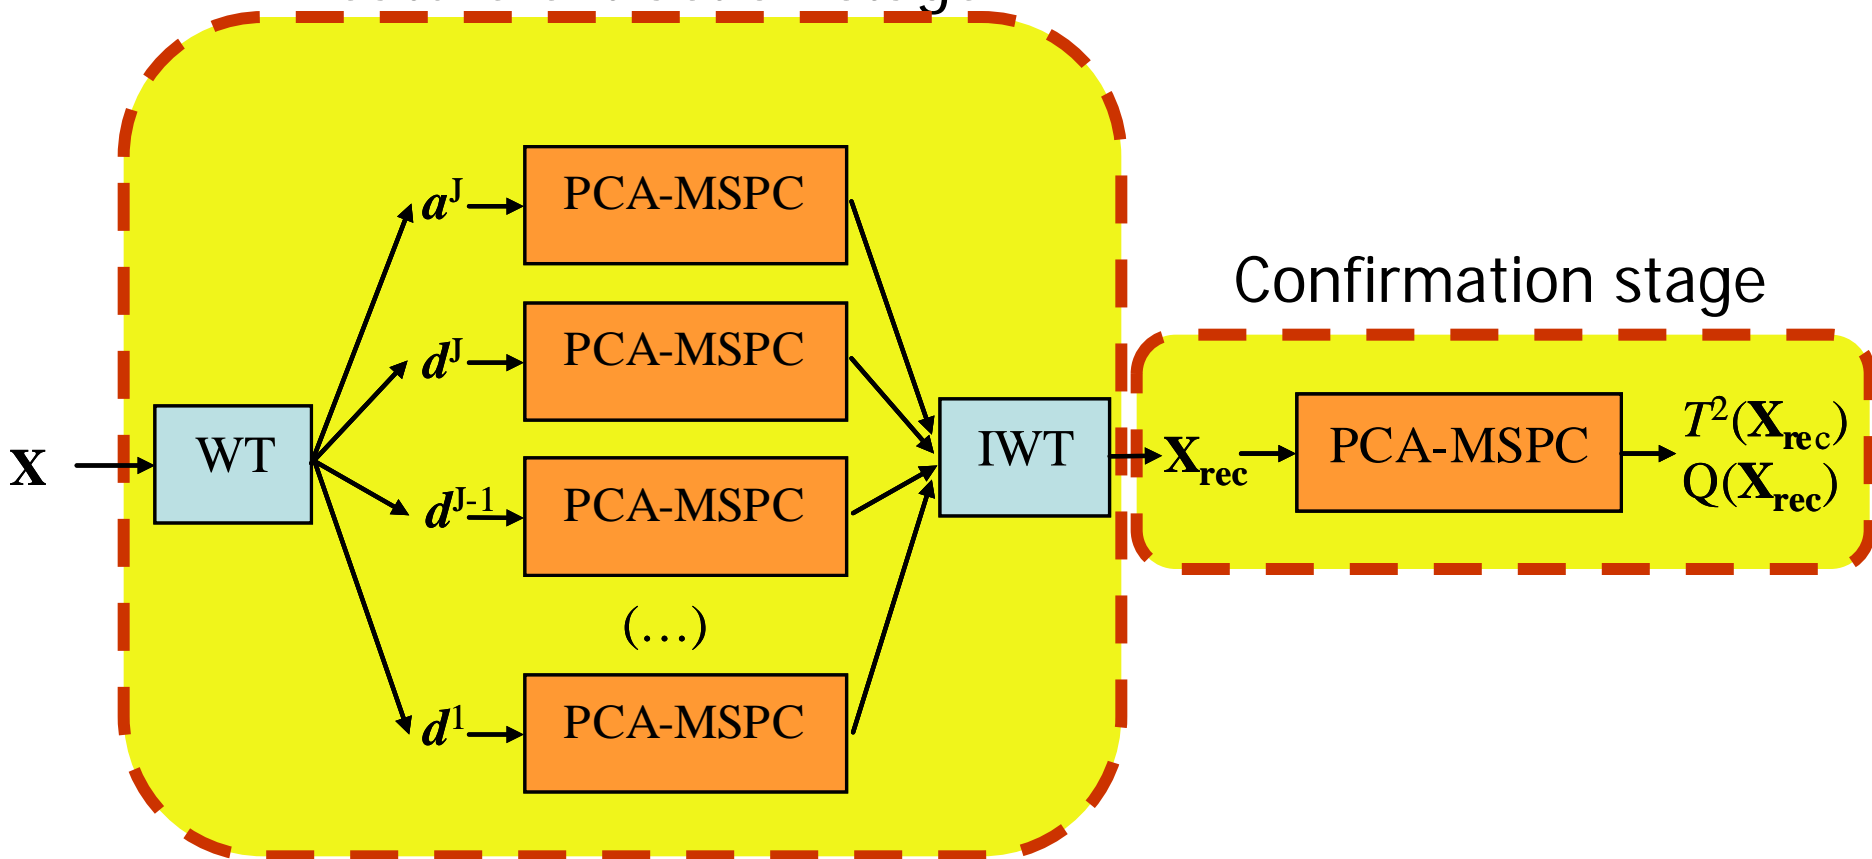 Confirmation stage
X
WT
a^J
PCA-MSPC
d^J
PCA-MSPC
d^J-1
PCA-MSPC
(…)
d^1
PCA-MSPC
IWT
X_rec
PCA-MSPC
T^2(X_rec)
Q(X_rec)